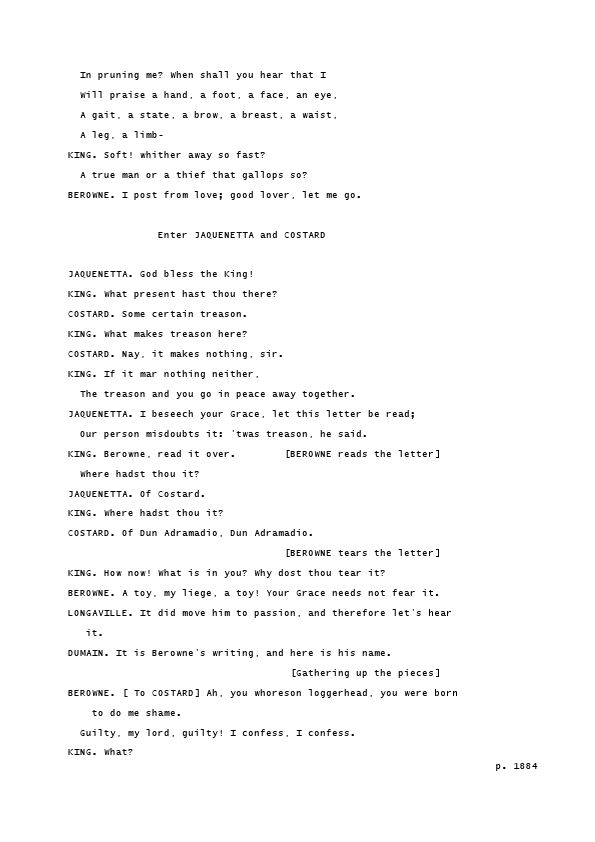 In pruning me? When shall you hear that I
Will praise a hand, a foot, a face, an eye,
A gait, a state, a brow, a breast, a waist,
A leg, a limb-
KING. Soft! whither away so fast?
A true man or a thief that gallops so?
BEROWNE. I post from love; good lover, let me go.
Enter JAQUENETTA and COSTARD
JAQUENETTA. God bless the King!
KING. What present hast thou there?
COSTARD. Some certain treason.
KING. What makes treason here?
COSTARD. Nay, it makes nothing, sir.
KING. If it mar nothing neither,
The treason and you go in peace away together.
JAQUENETTA. I beseech your Grace, let this letter be read;
Our person misdoubts it: 'twas treason, he said.
KING. Berowne, read it over. [BEROWNE reads the letter]
Where hadst thou it?
JAQUENETTA. Of Costard.
KING. Where hadst thou it?
COSTARD. Of Dun Adramadio, Dun Adramadio.
[BEROWNE tears the letter]
KING. How now! What is in you? Why dost thou tear it?
BEROWNE. A toy, my liege, a toy! Your Grace needs not fear it.
LONGAVILLE. It did move him to passion, and therefore let's hear
it.
DUMAIN. It is Berowne's writing, and here is his name.
[Gathering up the pieces]
BEROWNE. [ To COSTARD] Ah, you whoreson loggerhead, you were born
to do me shame.
Guilty, my lord, guilty! I confess, I confess.
KING. What?
p. 1884